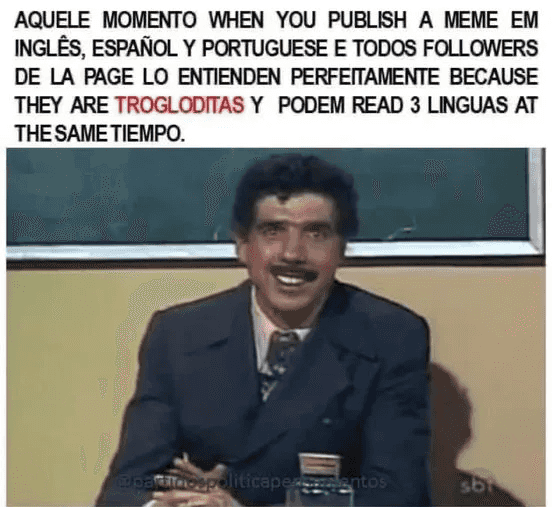 AQUELE MOMENTO WHEN YOU PUBLISH A MEME EM
INGLÊS, ESPAÑOL Y PORTUGUESE E TODOS FOLLOWERS
DE LA PAGE LO ENTIENDEN PERFEITAMENTE BECAUSE
THEY ARE TROGLODITAS Y PODEM READ 3 LINGUAS AT
THE SAME TIEMPO.
sbt